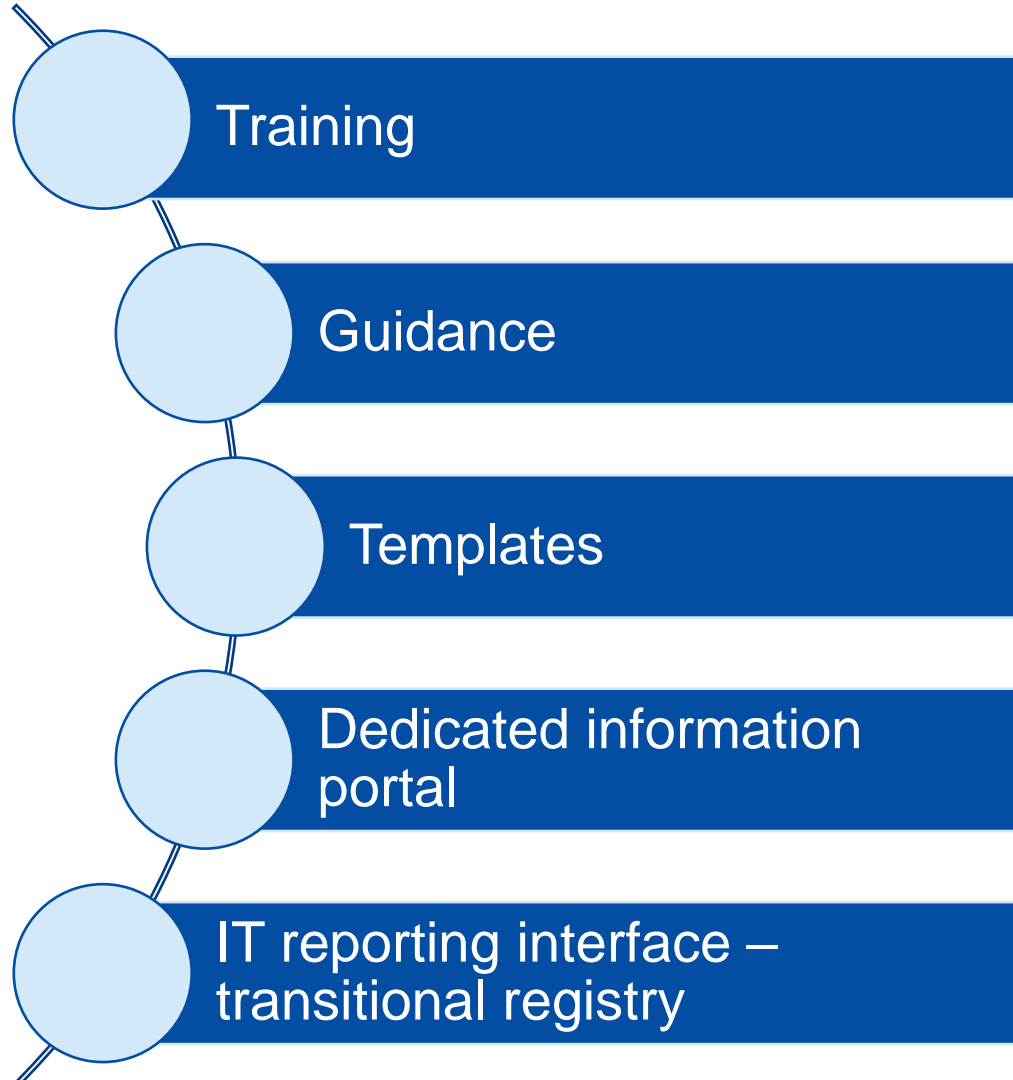 Training
Guidance
Templates
Dedicated information
portal
IT reporting interface –
transitional registry